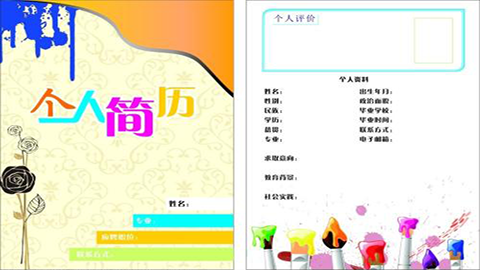 个人简历
姓名:
专业:
应聘职位:
联系方式:
个人评价
个人资料
姓名: 出生年月:
性别: 政治面貌:
民族: 毕业学校:
学历: 毕业时间:
籍贯: 联系方式:
专业: 电子邮箱:
求职意向:
教育背景:
社会实践: